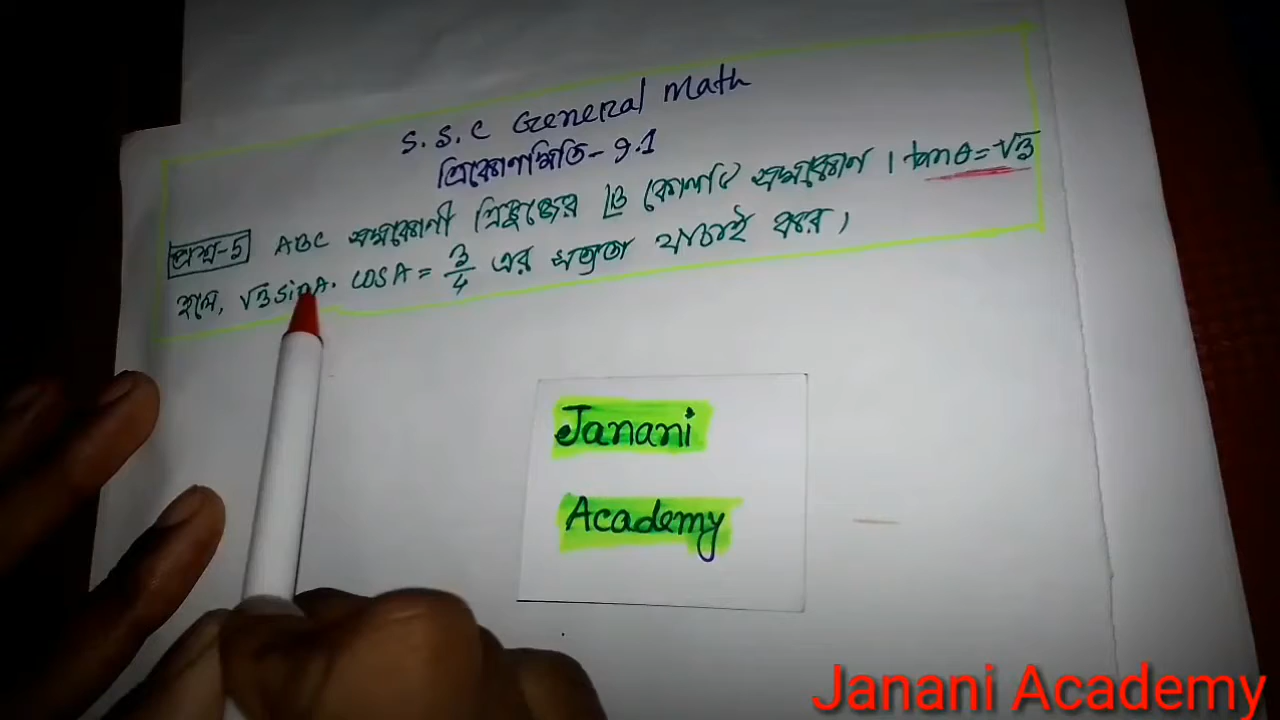 S.S.C General Math
ত্রিকোণমিতি-9.1
প্রশ্ন-5 ABC সমকোণী ত্রিভুজের ∠B কোণটি সমকোণ। tanθ=√3
হলে, √3 sinA. cosA = 3/4 এর সত্যতা যাচাই কর।
Janani
Academy
Janani Academy